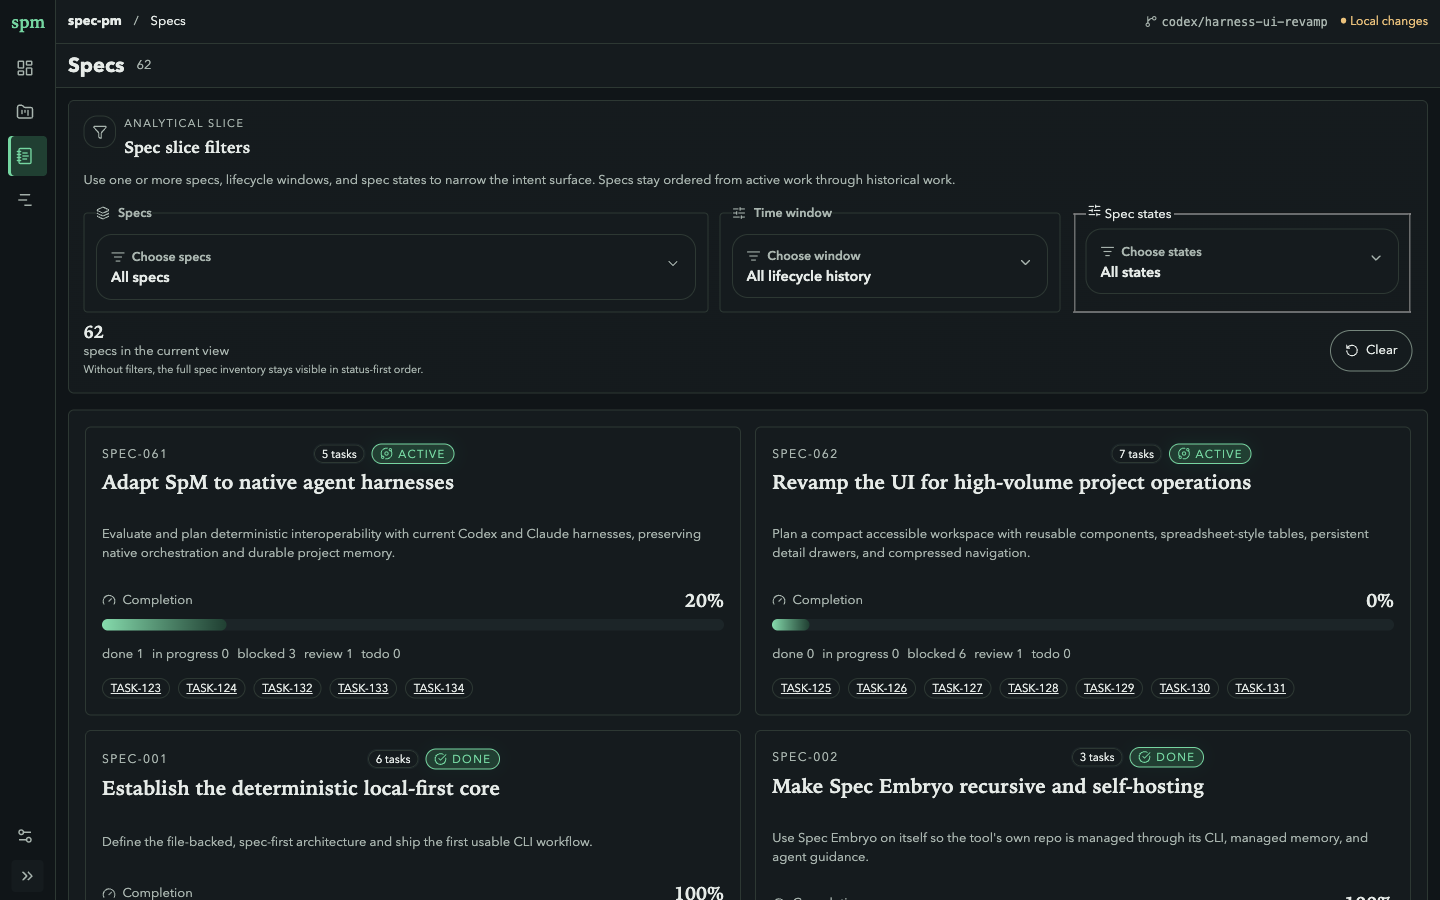 spm
spec-pm / Specs
codex/harness-ui-revamp
Local changes
Specs 62
ANALYTICAL SLICE
Spec slice filters
Use one or more specs, lifecycle windows, and spec states to narrow the intent surface. Specs stay ordered from active work through historical work.
Specs
Choose specs
All specs
Time window
Choose window
All lifecycle history
Spec states
Choose states
All states
62
specs in the current view
Without filters, the full spec inventory stays visible in status-first order.
Clear
SPEC-061 5 tasks ACTIVE
Adapt SpM to native agent harnesses
Evaluate and plan deterministic interoperability with current Codex and Claude harnesses, preserving
native orchestration and durable project memory.
Completion 20%
done 1 in progress 0 blocked 3 review 1 todo 0
TASK-123 TASK-124 TASK-132 TASK-133 TASK-134
SPEC-062 7 tasks ACTIVE
Revamp the UI for high-volume project operations
Plan a compact accessible workspace with reusable components, spreadsheet-style tables, persistent
detail drawers, and compressed navigation.
Completion 0%
done 0 in progress 0 blocked 6 review 1 todo 0
TASK-125 TASK-126 TASK-127 TASK-128 TASK-129 TASK-130 TASK-131
SPEC-001 6 tasks DONE
Establish the deterministic local-first core
Define the file-backed, spec-first architecture and ship the first usable CLI workflow.
Completion 100%
SPEC-002 3 tasks DONE
Make Spec Embryo recursive and self-hosting
Use Spec Embryo on itself so the tool's own repo is managed through its CLI, managed memory, and
agent guidance.